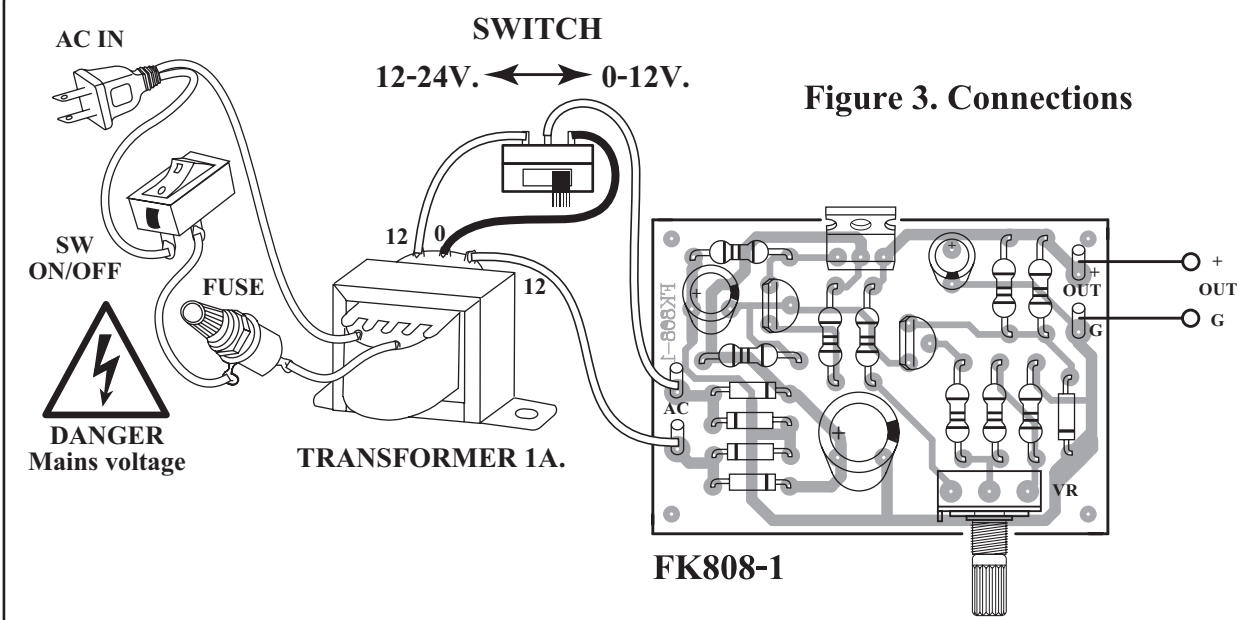 AC IN
SWITCH
12-24V. 0-12V.
Figure 3. Connections
SW
ON/OFF
FUSE
12 0
12
DANGER
Mains voltage
TRANSFORMER 1A.
FK808-1
AC
+
+
+
+
OUT
G
VR
+
OUT
G
FK808-1